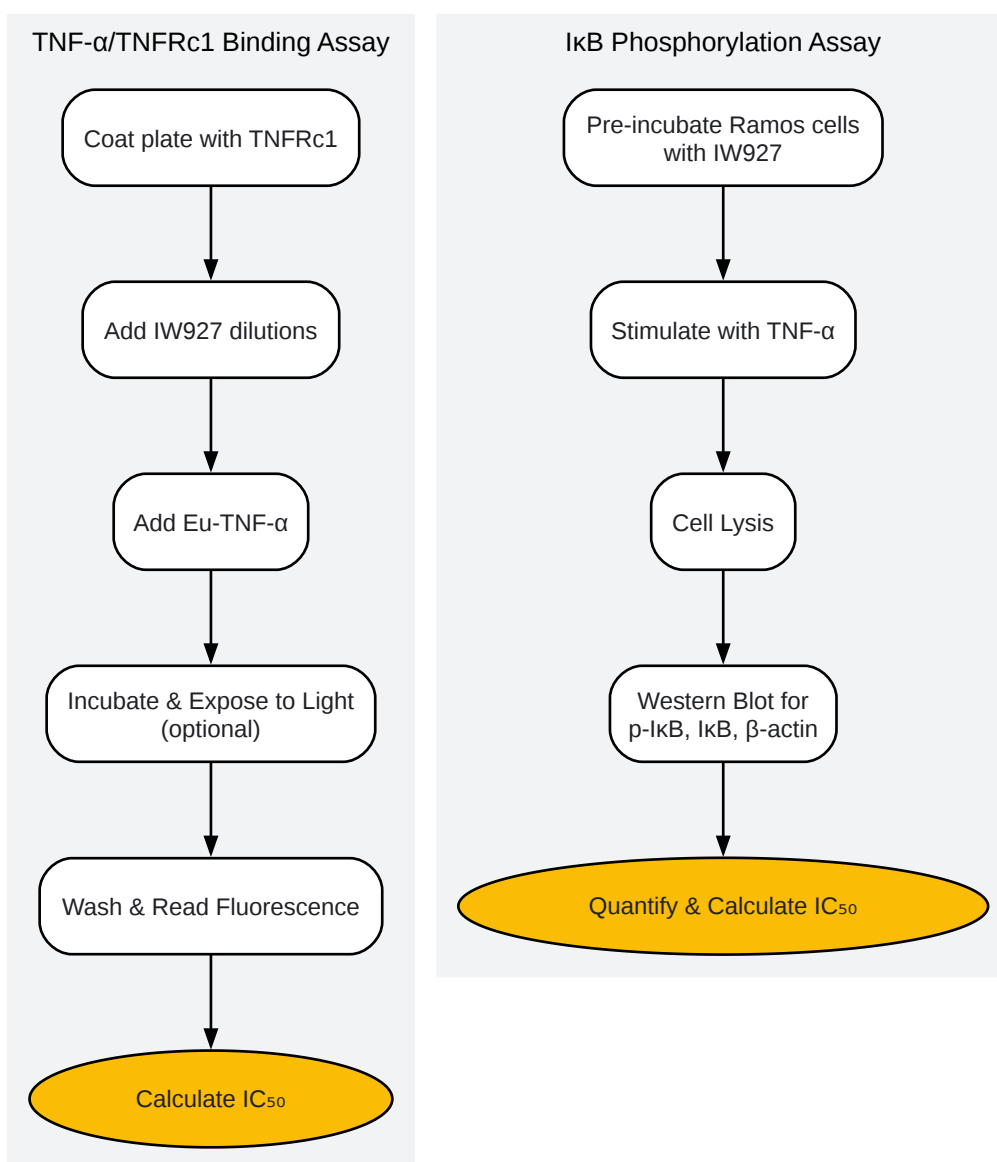 TNF-α/TNFRc1 Binding Assay
Coat plate with TNFRc1
Add IW927 dilutions
Add Eu-TNF-α
Incubate & Expose to Light
(optional)
Wash & Read Fluorescence
Calculate IC₅₀
IκB Phosphorylation Assay
Pre-incubate Ramos cells
with IW927
Stimulate with TNF-α
Cell Lysis
Western Blot for
p-IκB, IκB, β-actin
Quantify & Calculate IC₅₀